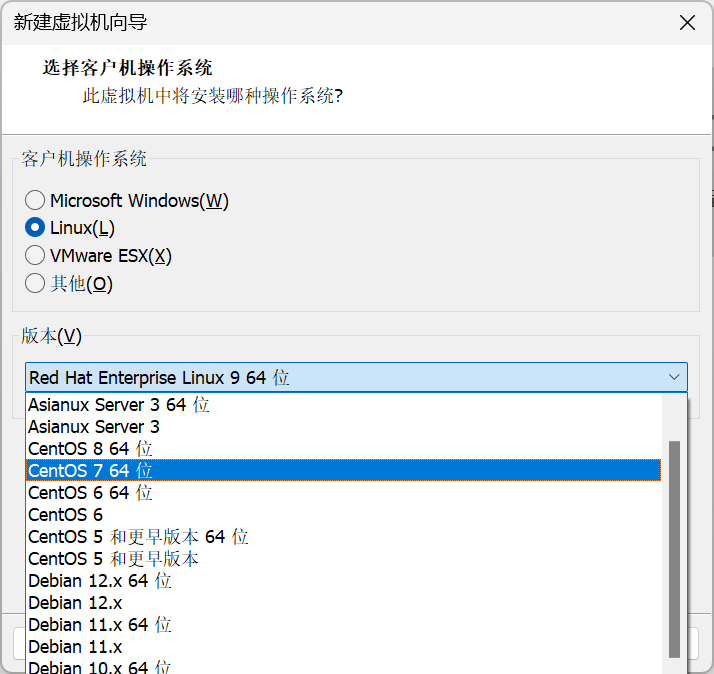 新建虚拟机向导
选择客户机操作系统
此虚拟机中将安装哪种操作系统?
客户机操作系统
Microsoft Windows(W)
Linux(L)
VMware ESX(X)
其他(O)
版本(V)
Red Hat Enterprise Linux 9 64 位
Asianux Server 3 64 位
Asianux Server 3
CentOS 8 64 位
CentOS 7 64 位
CentOS 6 64 位
CentOS 6
CentOS 5 和更早版本 64 位
CentOS 5 和更早版本
Debian 12.x 64 位
Debian 12.x
Debian 11.x 64 位
Debian 11.x
Debian 10.x 64 位